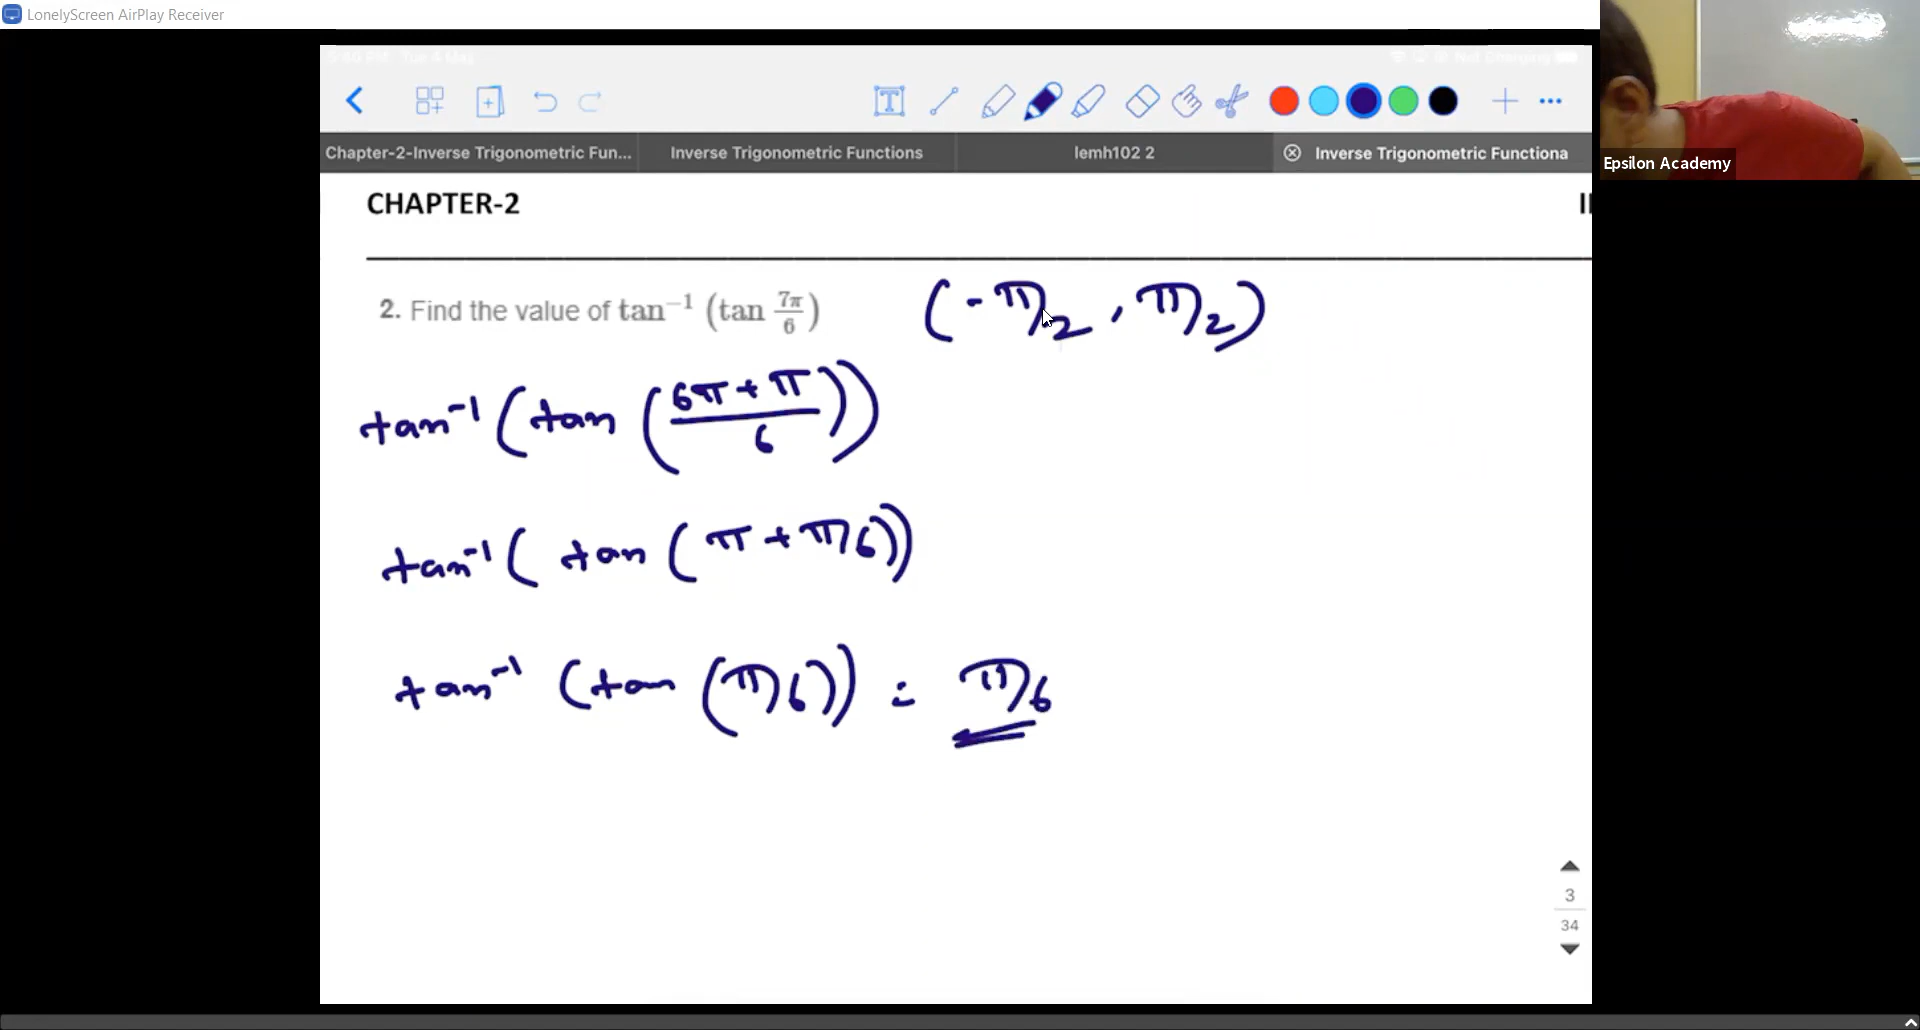 LonelyScreen AirPlay Receiver
Epsilon Academy
Chapter-2-Inverse Trigonometric Fun...
Inverse Trigonometric Functions
lemh102 2
Inverse Trigonometric Functiona
CHAPTER-2
2. Find the value of tan⁻¹ (tan 7π/6)
(-π/2, π/2)
tan⁻¹ (tan ((6π + π)/6))
tan⁻¹ (tan (π + π/6))
tan⁻¹ (tan (π/6)) = π/6
3
34